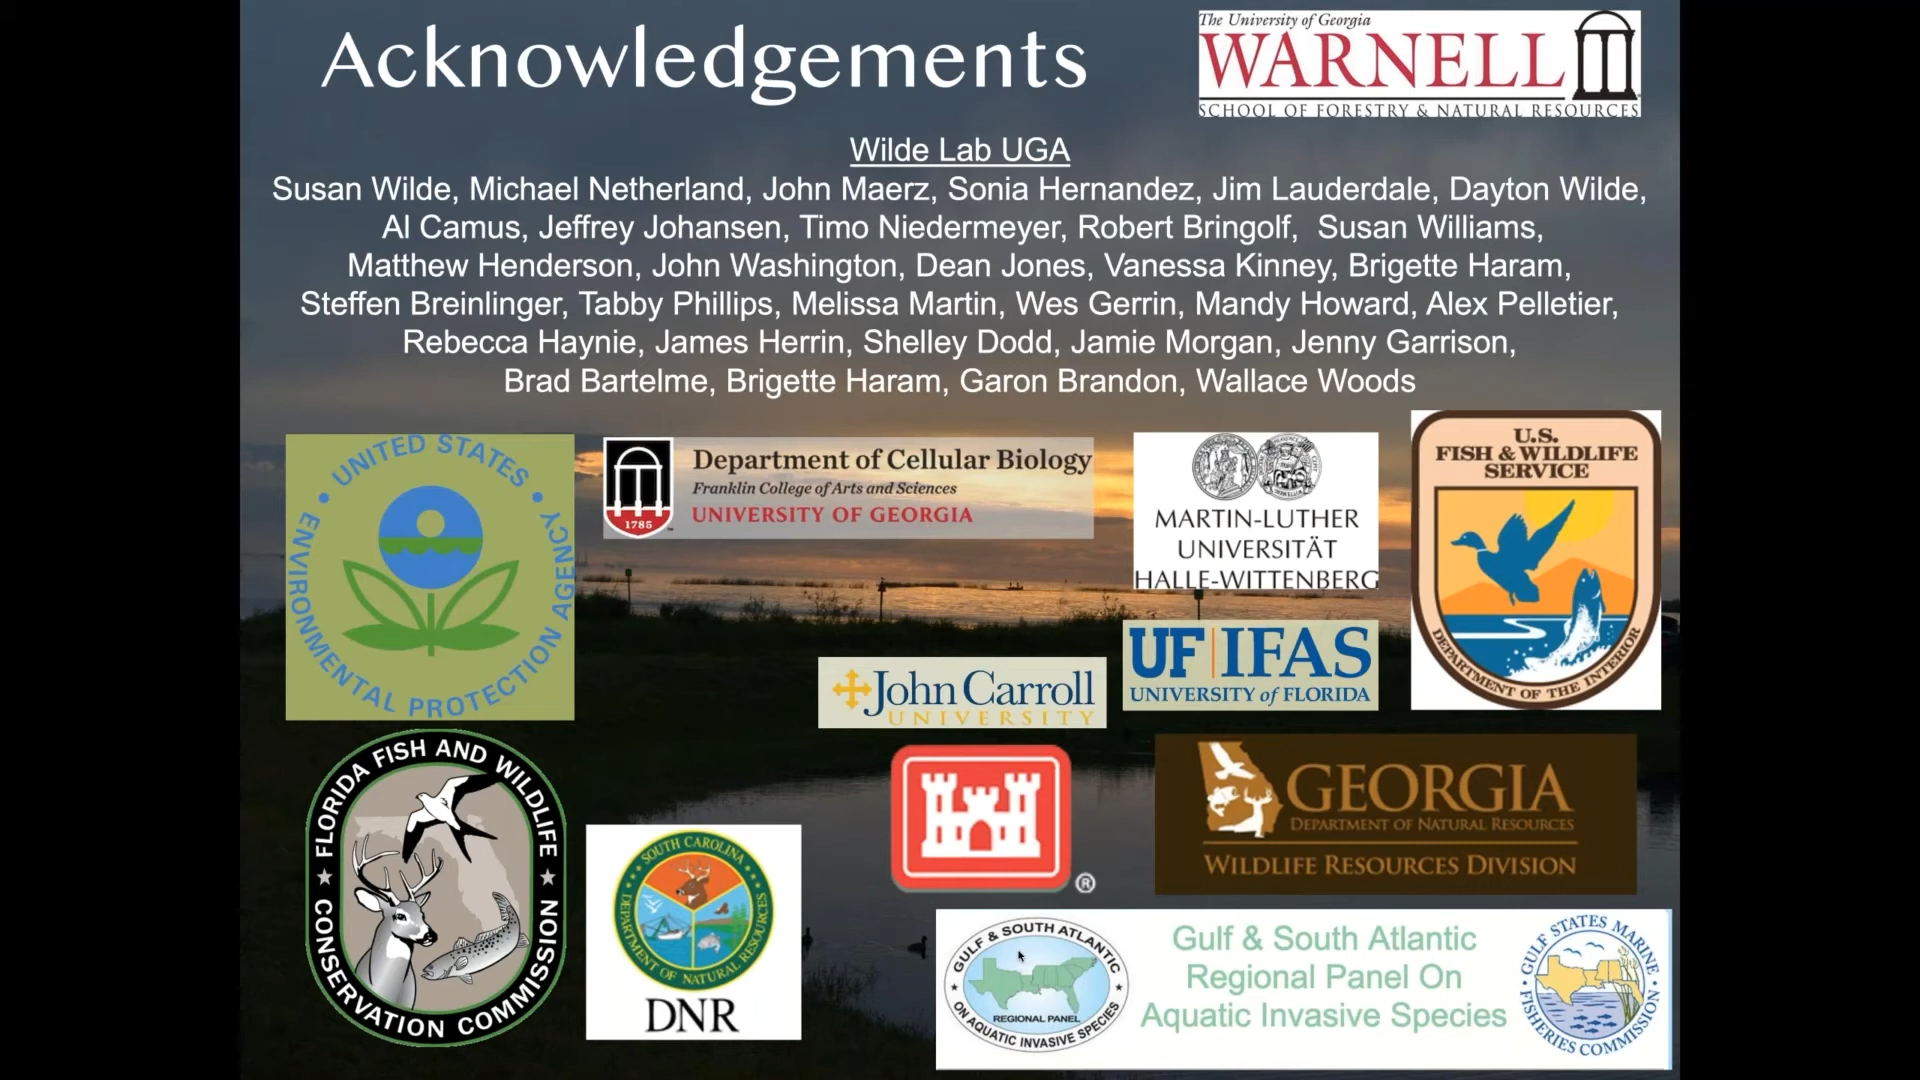 Acknowledgements
The University of Georgia
WARNELL
SCHOOL OF FORESTRY & NATURAL RESOURCES
Wilde Lab UGA
Susan Wilde, Michael Netherland, John Maerz, Sonia Hernandez, Jim Lauderdale, Dayton Wilde,
Al Camus, Jeffrey Johansen, Timo Niedermeyer, Robert Bringolf, Susan Williams,
Matthew Henderson, John Washington, Dean Jones, Vanessa Kinney, Brigette Haram,
Steffen Breinlinger, Tabby Phillips, Melissa Martin, Wes Gerrin, Mandy Howard, Alex Pelletier,
Rebecca Haynie, James Herrin, Shelley Dodd, Jamie Morgan, Jenny Garrison,
Brad Bartelme, Brigette Haram, Garon Brandon, Wallace Woods
UNITED STATES
ENVIRONMENTAL PROTECTION AGENCY
1785
Department of Cellular Biology
Franklin College of Arts and Sciences
UNIVERSITY OF GEORGIA
MARTIN-LUTHER
UNIVERSITÄT
HALLE-WITTENBERG
U.S.
FISH & WILDLIFE
SERVICE
DEPARTMENT OF THE INTERIOR
John Carroll
UNIVERSITY
UF|IFAS
UNIVERSITY of FLORIDA
FLORIDA FISH AND WILDLIFE
CONSERVATION COMMISSION
SOUTH CAROLINA
DEPARTMENT OF NATURAL RESOURCES
DNR
®
GEORGIA
DEPARTMENT OF NATURAL RESOURCES
WILDLIFE RESOURCES DIVISION
GULF & SOUTH ATLANTIC
REGIONAL PANEL
ON AQUATIC INVASIVE SPECIES
Gulf & South Atlantic
Regional Panel On
Aquatic Invasive Species
GULF STATES MARINE
FISHERIES COMMISSION